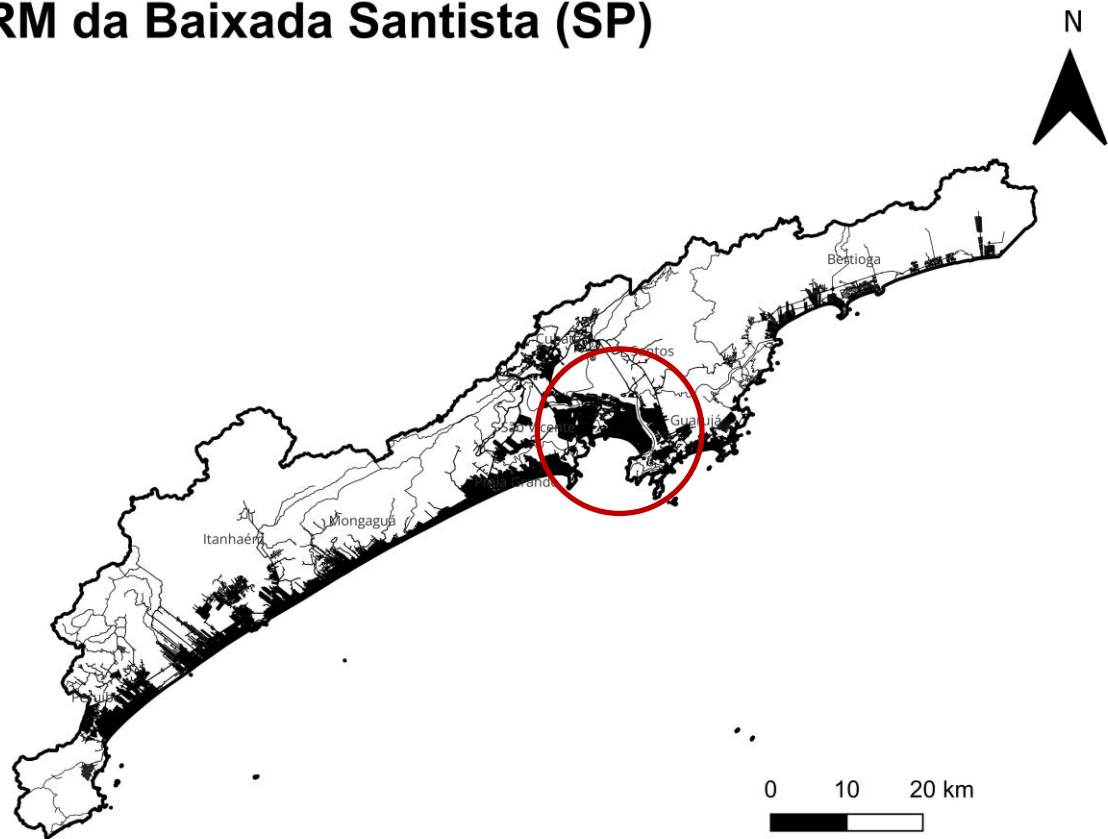 RM da Baixada Santista (SP)
N
Bertioga
Santos
Guarujá
São Vicente
Praia Grande
Mongaguá
Itanhaém
0 10 20 km